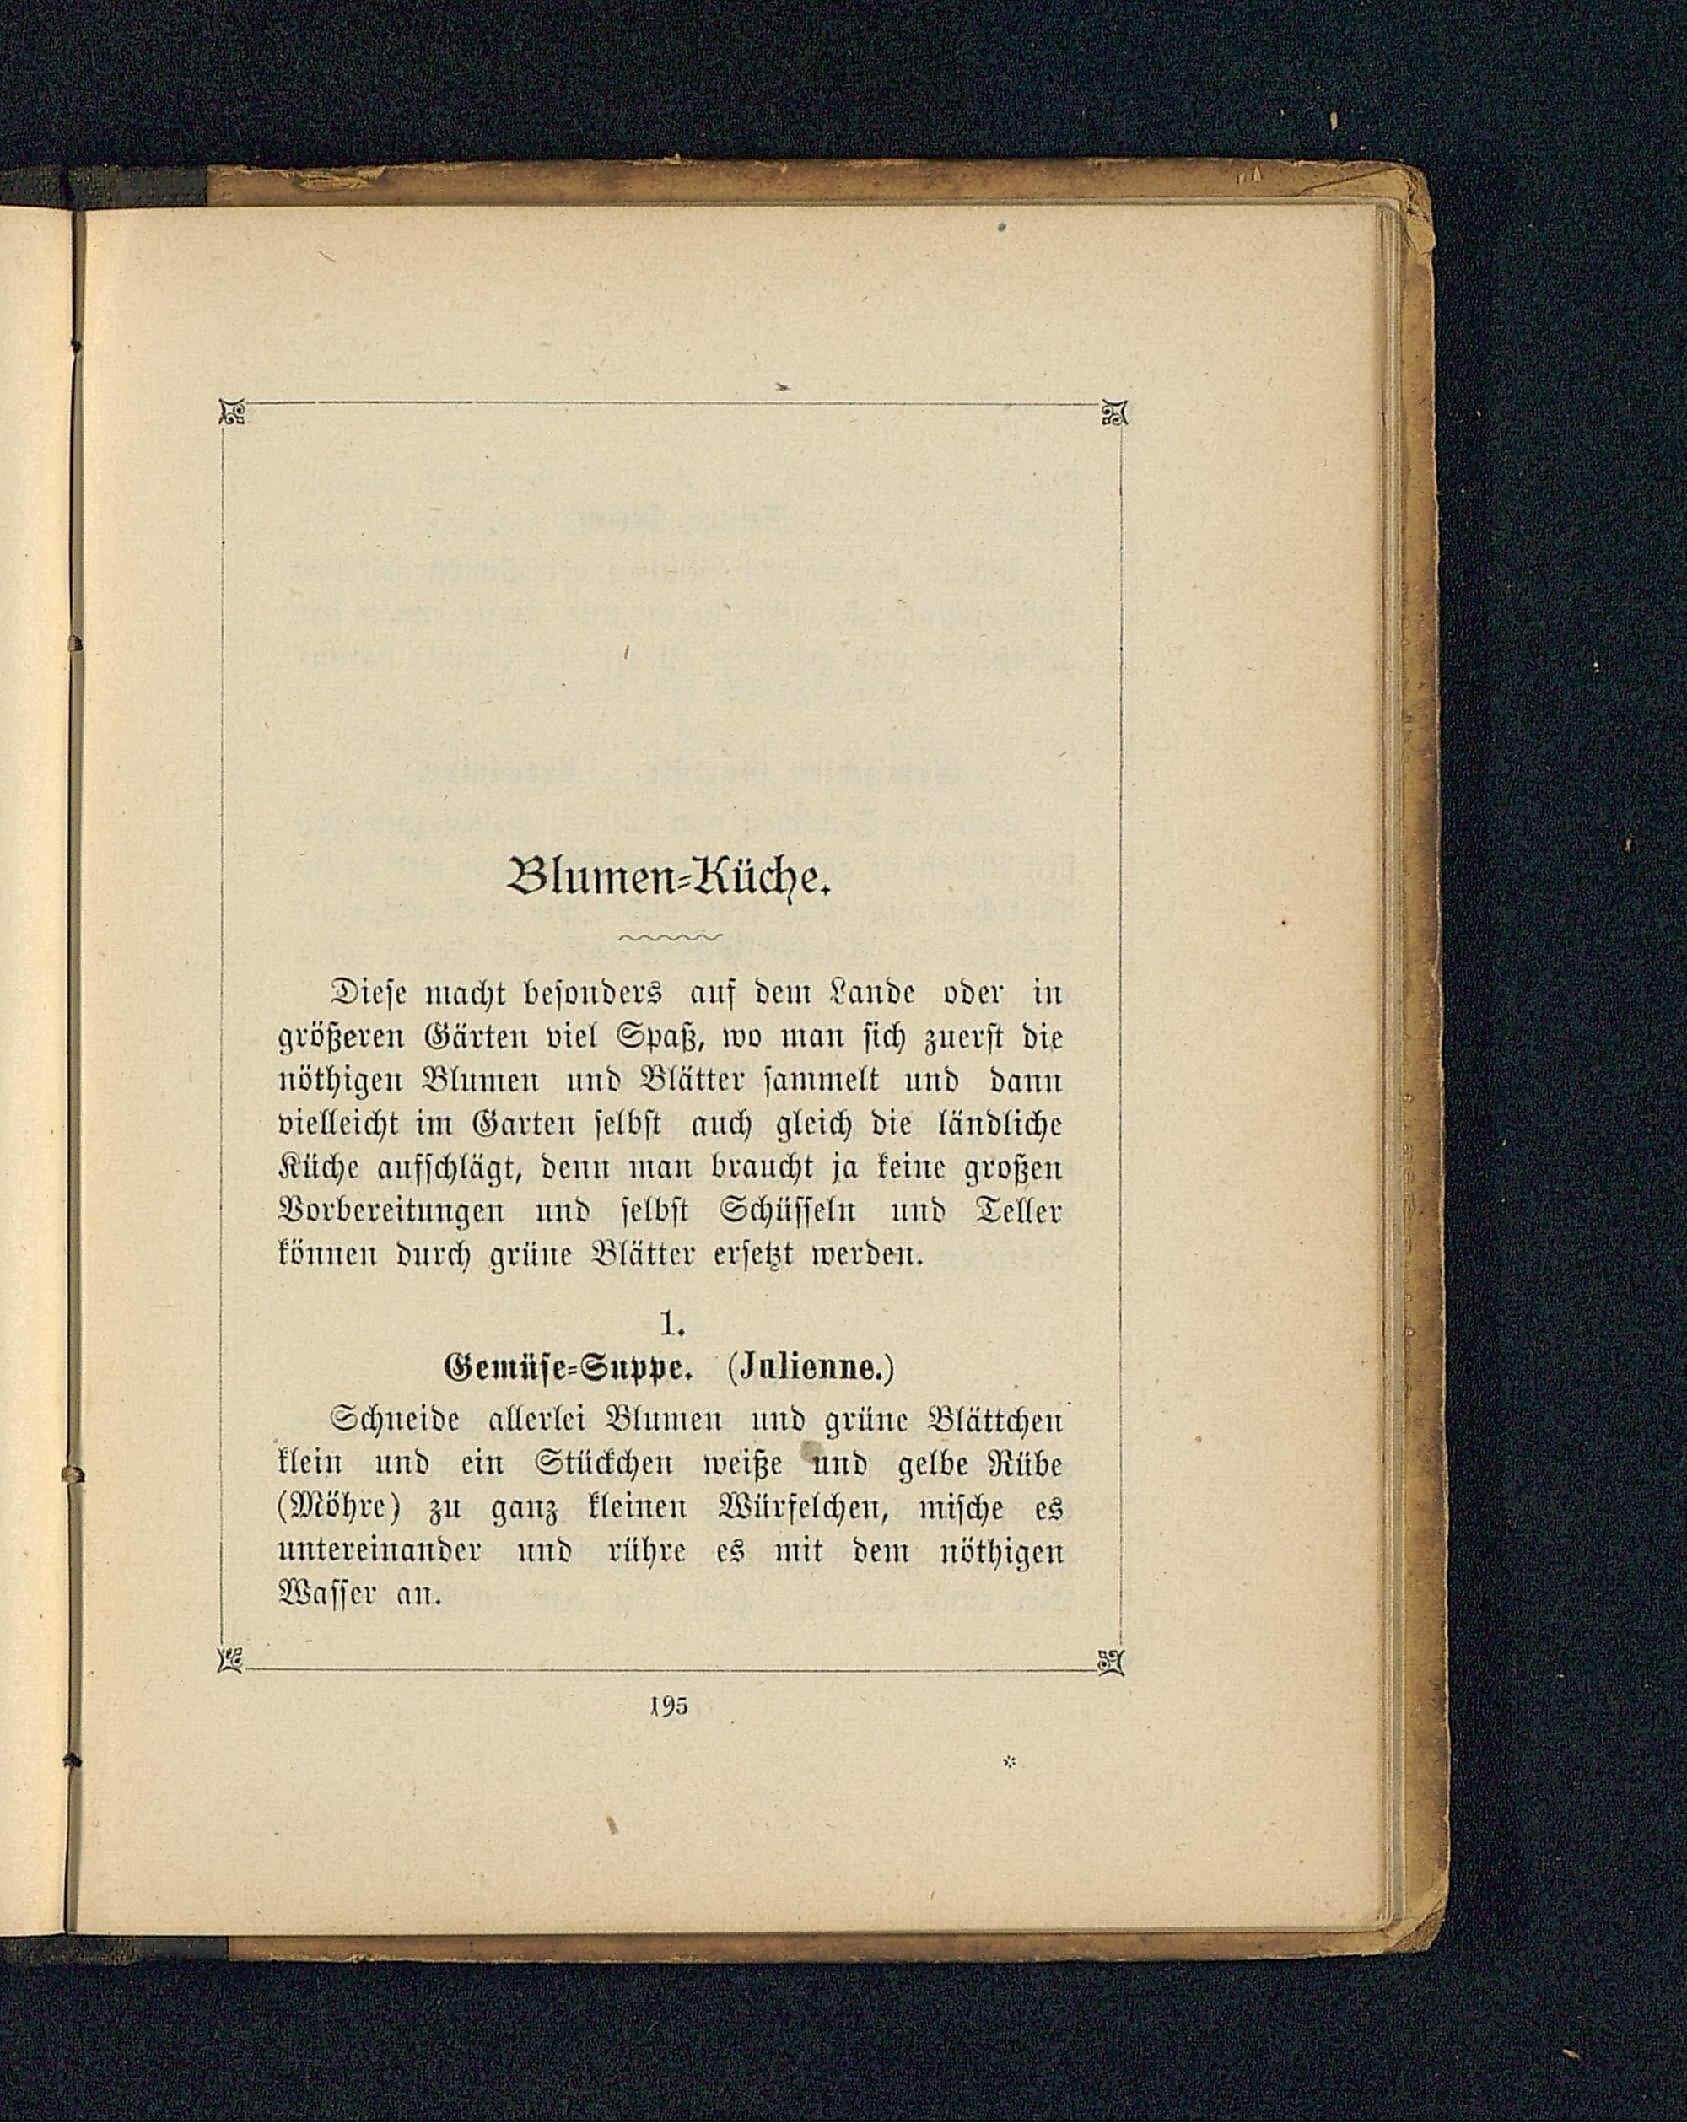 Blumen-Küche.
Diese macht besonders auf dem Lande oder in
größeren Gärten viel Spaß, wo man sich zuerst die
nöthigen Blumen und Blätter sammelt und dann
vielleicht im Garten selbst auch gleich die ländliche
Küche aufschlägt, denn man braucht ja keine großen
Vorbereitungen und selbst Schüsseln und Teller
können durch grüne Blätter ersetzt werden.
1.
Gemüse-Suppe. (Julienne.)
Schneide allerlei Blumen und grüne Blättchen
klein und ein Stückchen weiße und gelbe Rübe
(Möhre) zu ganz kleinen Würfelchen, mische es
untereinander und rühre es mit dem nöthigen
Wasser an.
195
*